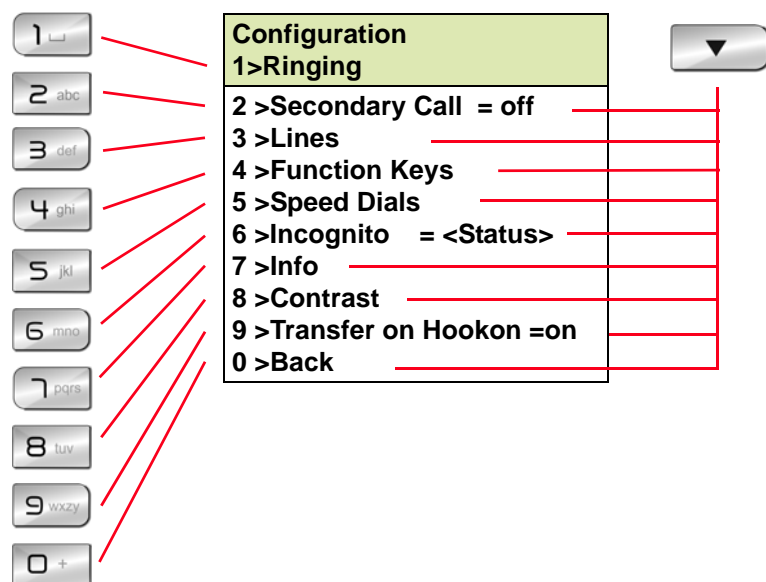 Configuration
1>Ringing
2 >Secondary Call = off
3 >Lines
4 >Function Keys
5 >Speed Dials
6 >Incognito = <Status>
7 >Info
8 >Contrast
9 >Transfer on Hookon =on
0 >Back
1
2 abc
3 def
4 ghi
5 jkl
6 mno
7 pqrs
8 tuv
9 wxzy
0 +